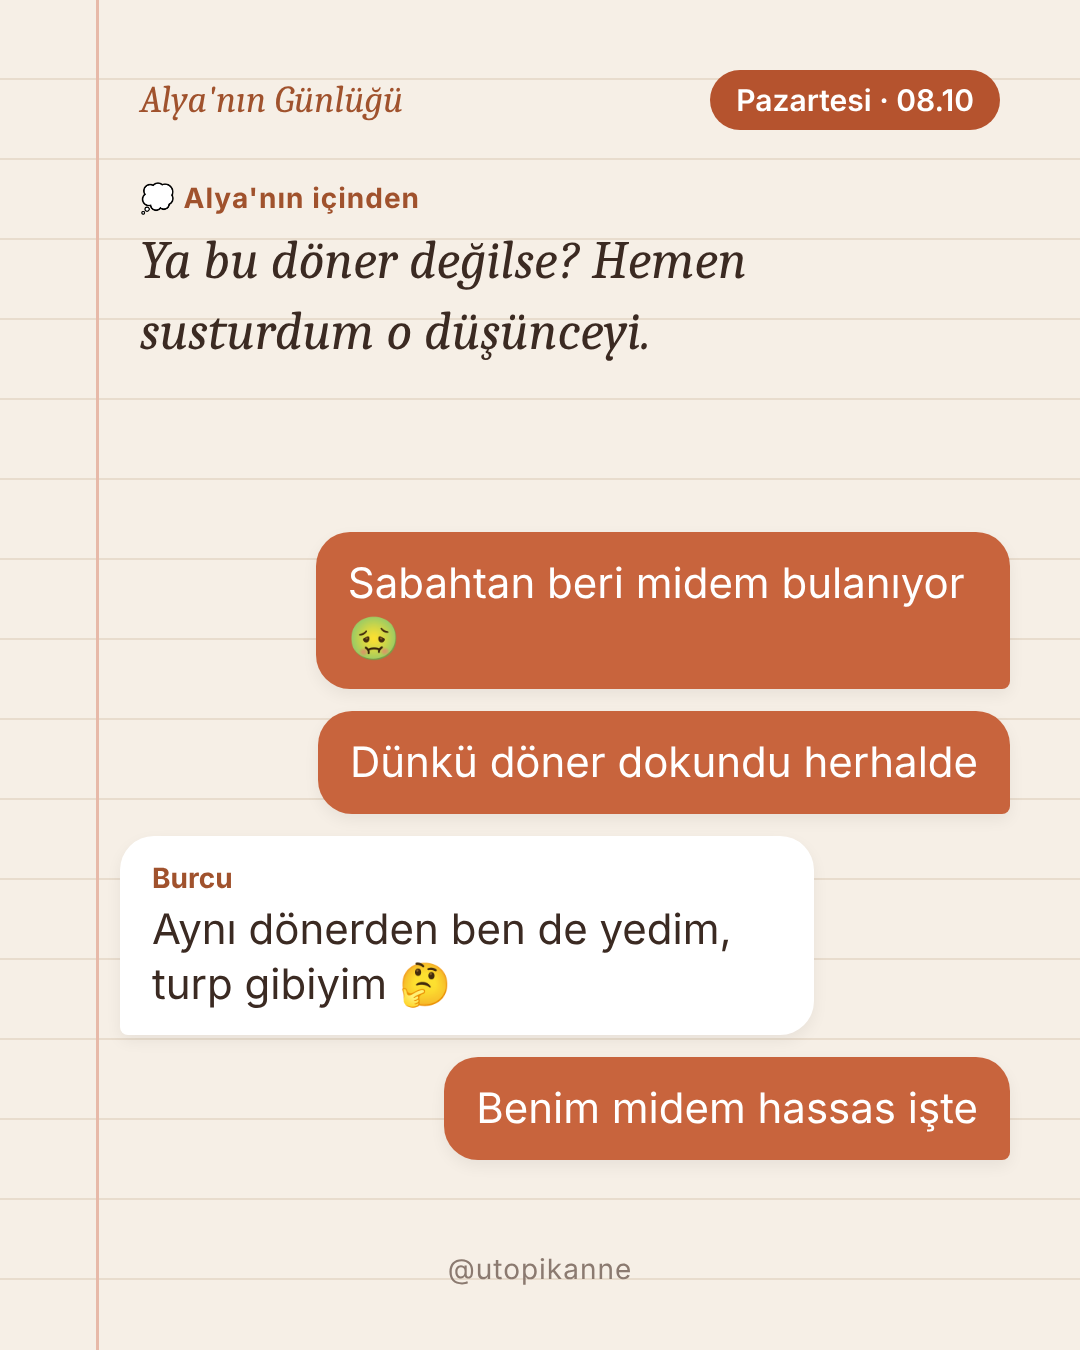 Alya'nın Günlüğü
Pazartesi · 08.10
💭 Alya'nın içinden
Ya bu döner değilse? Hemen
susturdum o düşünceyi.
Sabahtan beri midem bulanıyor
🤢
Dünkü döner dokundu herhalde
Burcu
Aynı dönerden ben de yedim,
turp gibiyim 🤔
Benim midem hassas işte
@utopikanne